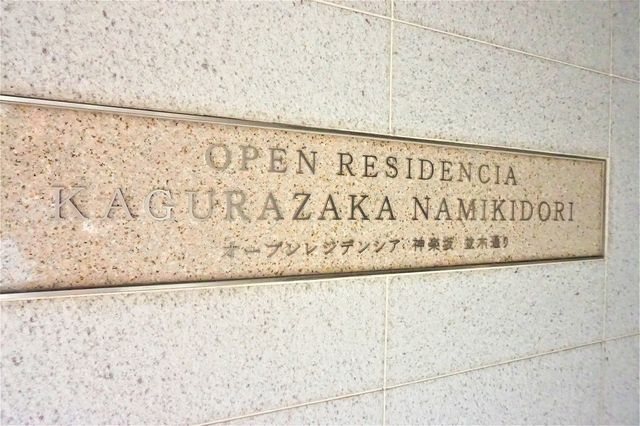 OPEN RESIDENCIA
KAGURAZAKA NAMIKIDORI
オープンレジデンシア 神楽坂 並木通り